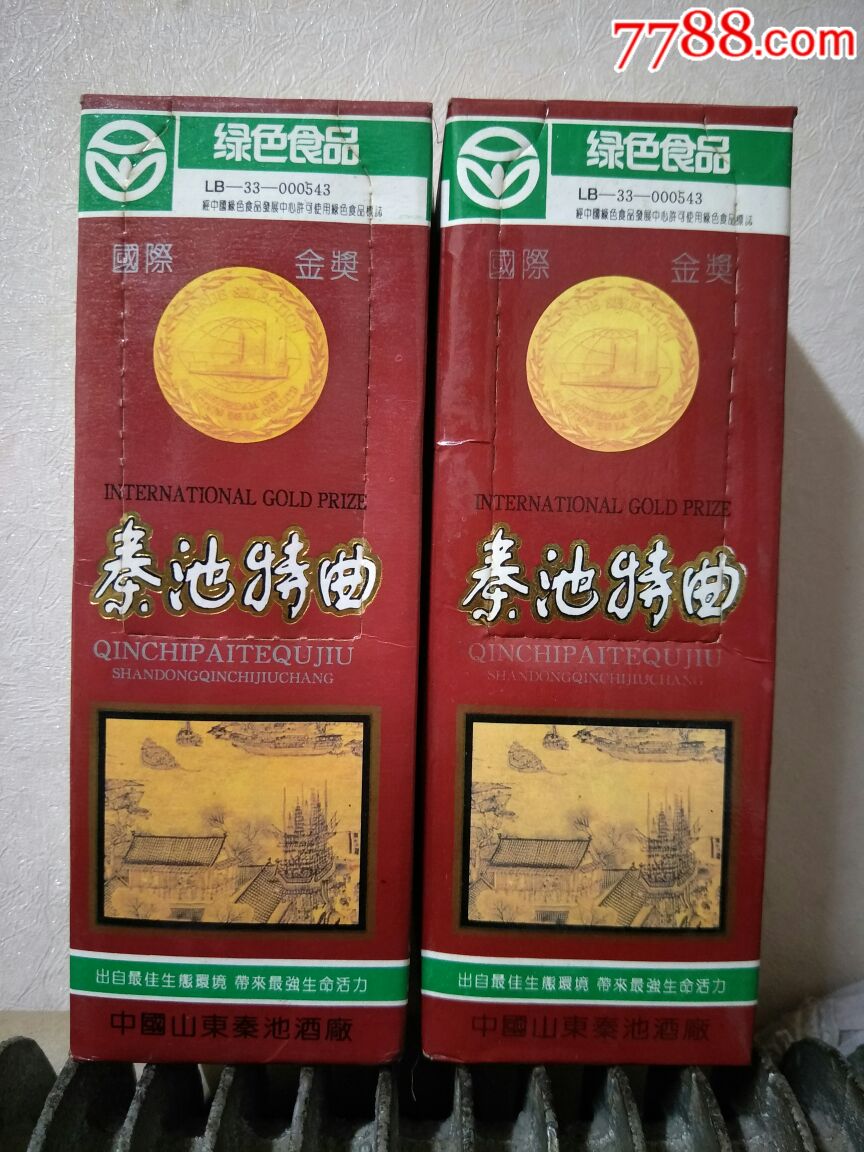 7788.com
绿色食品
LB—33—000543
經中國綠色食品發展中心許可使用綠色食品標誌
國際 金獎
INTERNATIONAL GOLD PRIZE
秦池特曲
QINCHIPAITEQUJIU
SHANDONGQINCHIJIUCHANG
出自最佳生態環境 帶來最強生命活力
中國山東秦池酒廠
绿色食品
LB—33—000543
經中國綠色食品發展中心許可使用綠色食品標誌
國際 金獎
INTERNATIONAL GOLD PRIZE
秦池特曲
QINCHIPAITEQUJIU
SHANDONGQINCHIJIUCHANG
出自最佳生態環境 帶來最強生命活力
中國山東秦池酒廠